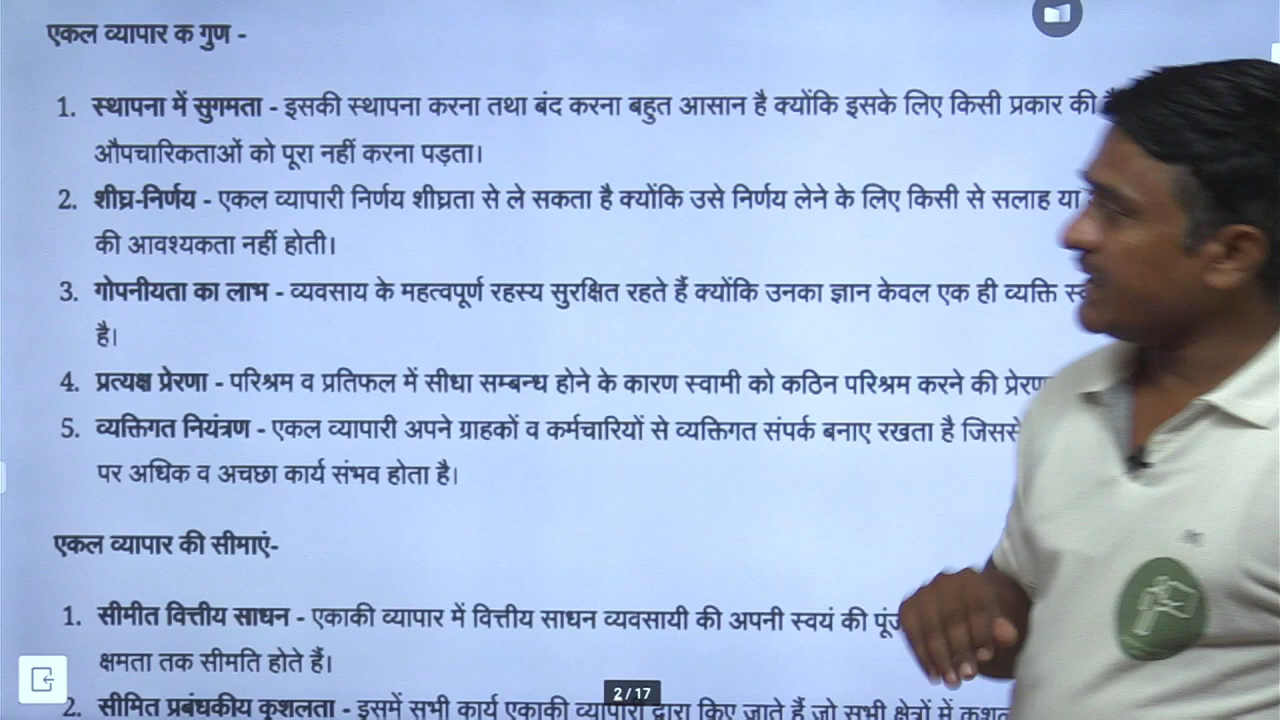 एकल व्यापार क गुण -
1. स्थापना में सुगमता - इसकी स्थापना करना तथा बंद करना बहुत आसान है क्योंकि इसके लिए किसी प्रकार की
औपचारिकताओं को पूरा नहीं करना पड़ता।
2. शीघ्र-निर्णय - एकल व्यापारी निर्णय शीघ्रता से ले सकता है क्योंकि उसे निर्णय लेने के लिए किसी से सलाह या
की आवश्यकता नहीं होती।
3. गोपनीयता का लाभ - व्यवसाय के महत्वपूर्ण रहस्य सुरक्षित रहते हैं क्योंकि उनका ज्ञान केवल एक ही व्यक्ति
है।
4. प्रत्यक्ष प्रेरणा - परिश्रम व प्रतिफल में सीधा सम्बन्ध होने के कारण स्वामी को कठिन परिश्रम करने की
5. व्यक्तिगत नियंत्रण - एकल व्यापारी अपने ग्राहकों व कर्मचारियों से व्यक्तिगत संपर्क बनाए रखता है जिससे
पर अधिक व अचछा कार्य संभव होता है।
एकल व्यापार की सीमाएं-
1. सीमीत वित्तीय साधन - एकाकी व्यापार में वित्तीय साधन व्यवसायी की अपनी स्वयं की
क्षमता तक सीमति होते हैं।
2. सीमित प्रबंधकीय कुशलता - इसमें सभी कार्य एकाकी व्यापारी द्वारा किए जाते हैं जो सभी क्षेत्रों में
2/17